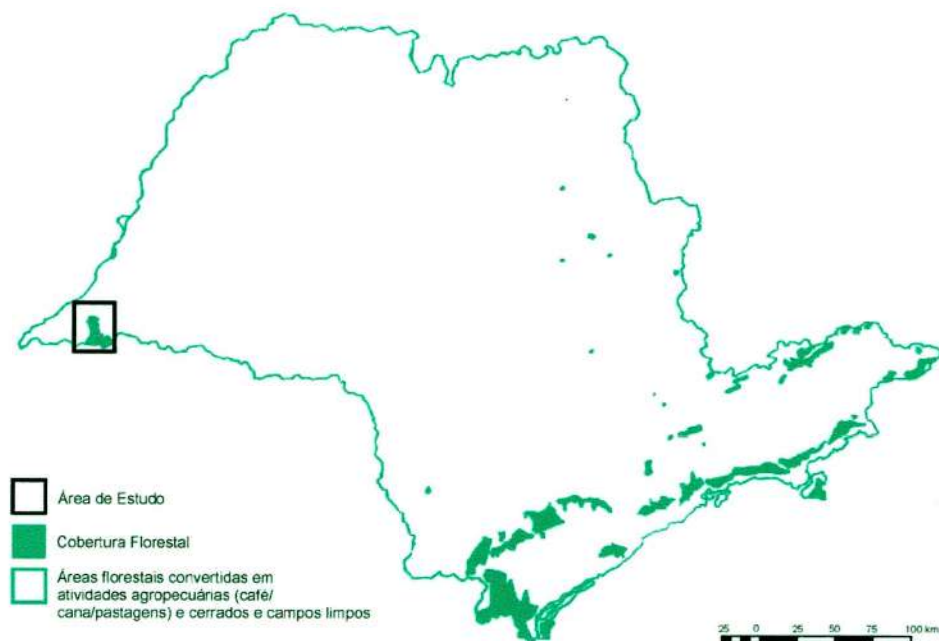 Área de Estudo
Cobertura Florestal
Áreas florestais convertidas em
atividades agropecuárias (café/
cana/pastagens) e cerrados e campos limpos
25 0 25 50 75 100 km